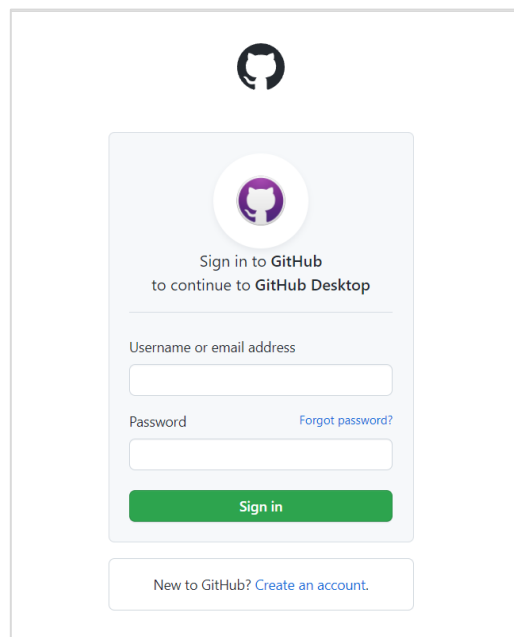 Sign in to GitHub
to continue to GitHub Desktop
Username or email address
Password Forgot password?
Sign in
New to GitHub? Create an account.